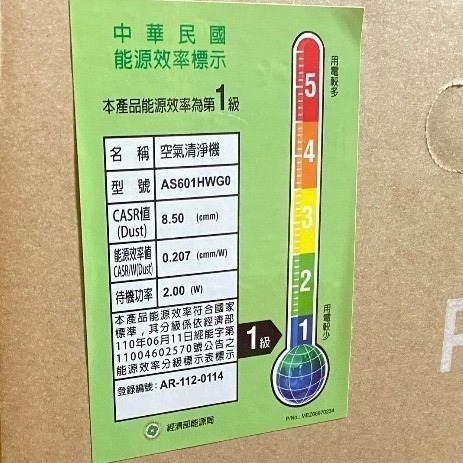 中華民國
能源效率標示
本產品能源效率為第1級
名稱 空氣清淨機
型號 AS601HWG0
CASR值 (Dust) 8.50 (cmm)
能源效率值 CASR/W(Dust) 0.207 (cmm/W)
待機功率 2.00 (W)
本產品能源效率符合國家
標準，其分級係依經濟部
110年06月11日經能字第
11004602570號公告之
能源效率分級標示表標示
登錄編號: AR-112-0114
經濟部能源局
用電較多
5
4
3
2
1
用電較少
1級
P/No.: MEZ66970234